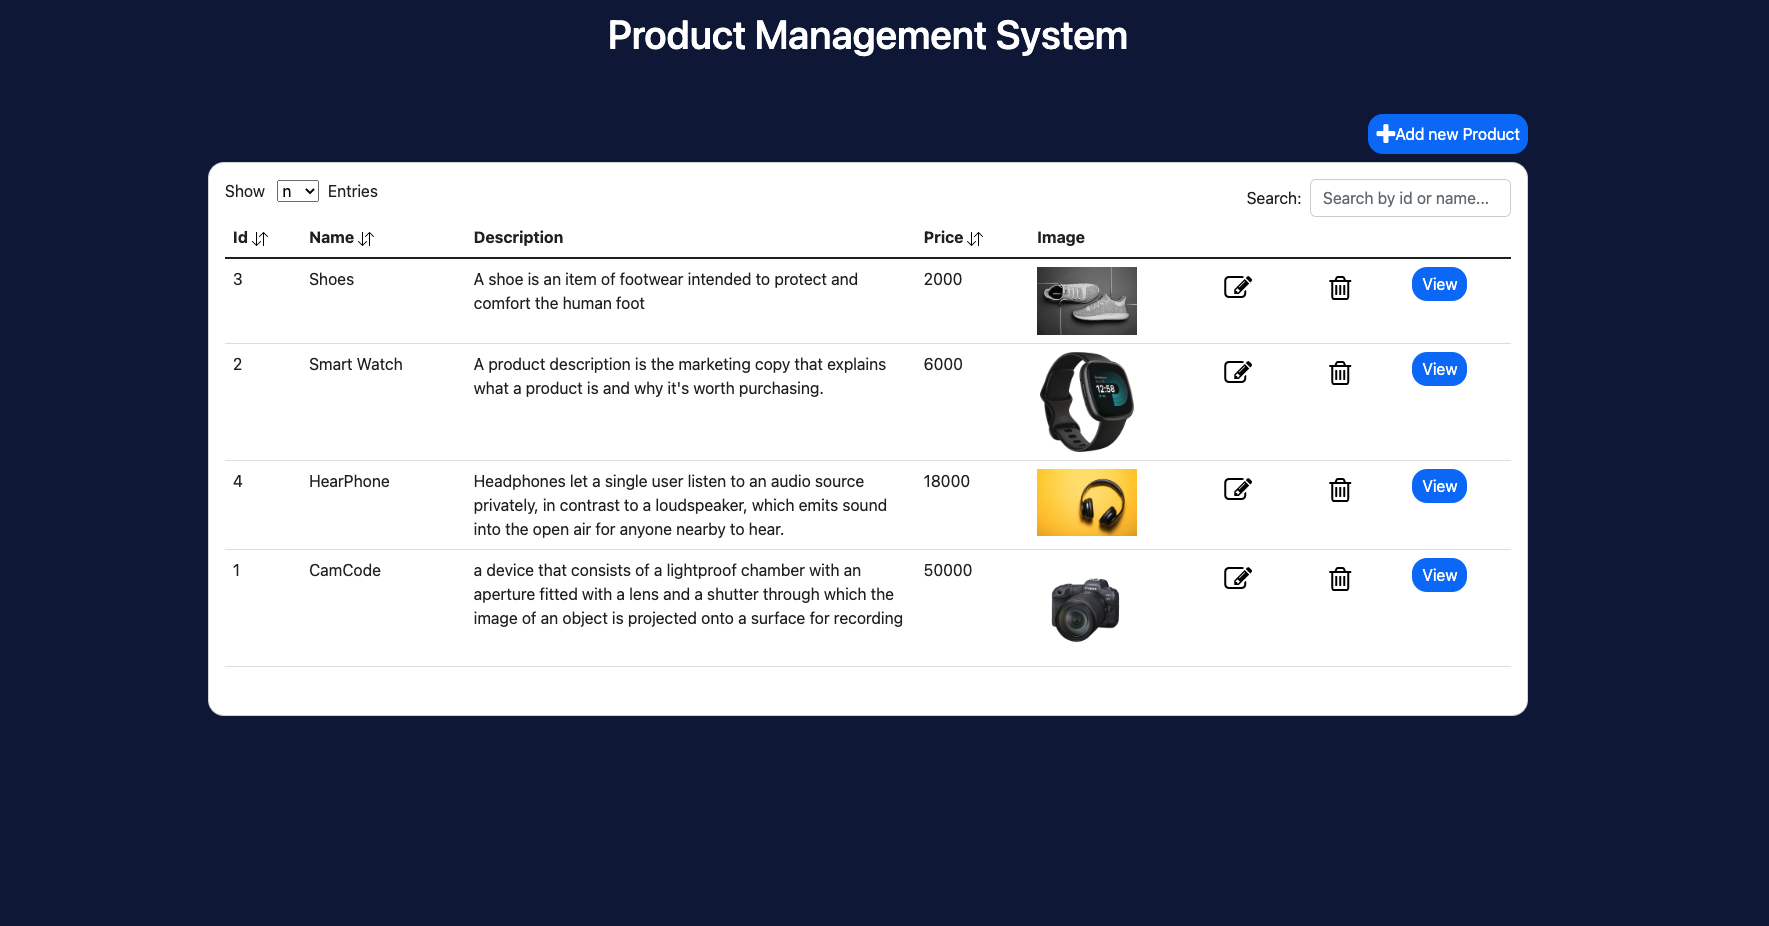 Product Management System
Add new Product
Show n Entries
Search: Search by id or name...
Id Name Description Price Image
3 Shoes A shoe is an item of footwear intended to protect and 2000 View
comfort the human foot
2 Smart Watch A product description is the marketing copy that explains 6000 View
what a product is and why it's worth purchasing.
12:58
4 HearPhone Headphones let a single user listen to an audio source 18000 View
privately, in contrast to a loudspeaker, which emits sound
into the open air for anyone nearby to hear.
1 CamCode a device that consists of a lightproof chamber with an 50000 View
aperture fitted with a lens and a shutter through which the
image of an object is projected onto a surface for recording